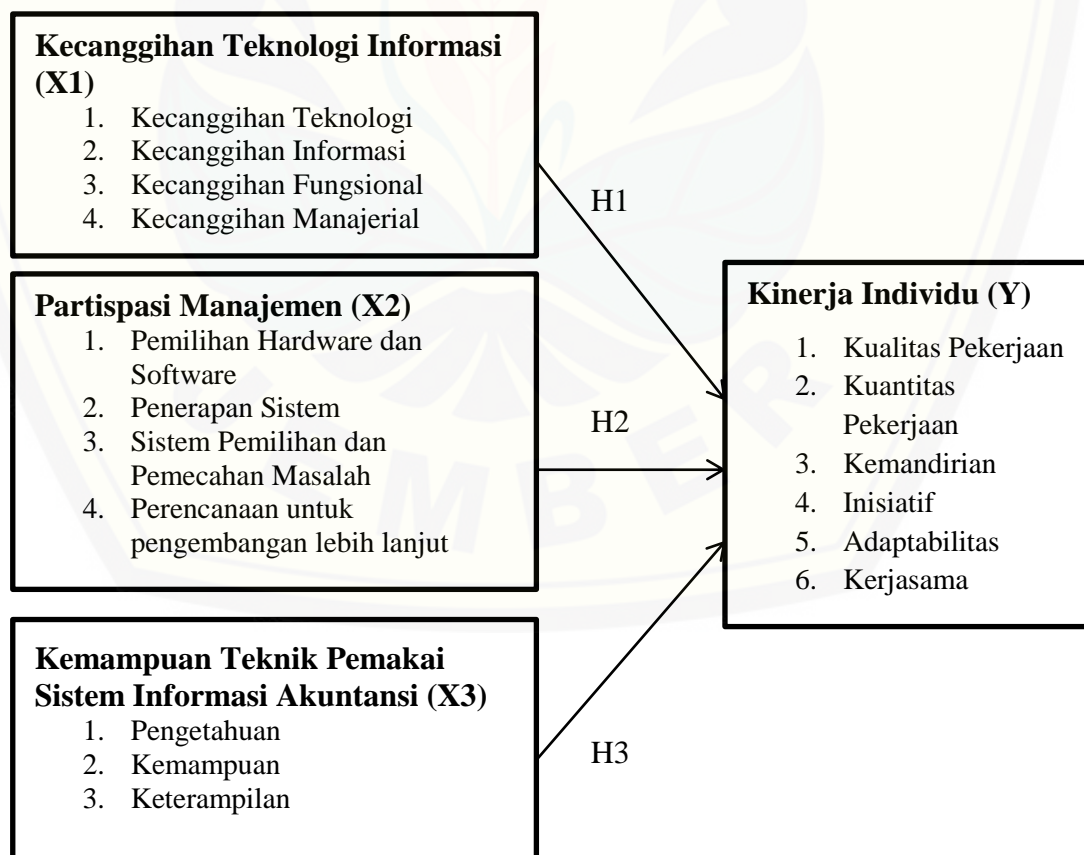 Kecanggihan Teknologi Informasi
(X1)
1. Kecanggihan Teknologi
2. Kecanggihan Informasi
3. Kecanggihan Fungsional
4. Kecanggihan Manajerial
H1
Partispasi Manajemen (X2)
1. Pemilihan Hardware dan
Software
2. Penerapan Sistem
3. Sistem Pemilihan dan
Pemecahan Masalah
4. Perencanaan untuk
pengembangan lebih lanjut
H2
Kemampuan Teknik Pemakai
Sistem Informasi Akuntansi (X3)
1. Pengetahuan
2. Kemampuan
3. Keterampilan
H3
Kinerja Individu (Y)
1. Kualitas Pekerjaan
2. Kuantitas
Pekerjaan
3. Kemandirian
4. Inisiatif
5. Adaptabilitas
6. Kerjasama
JEMBER